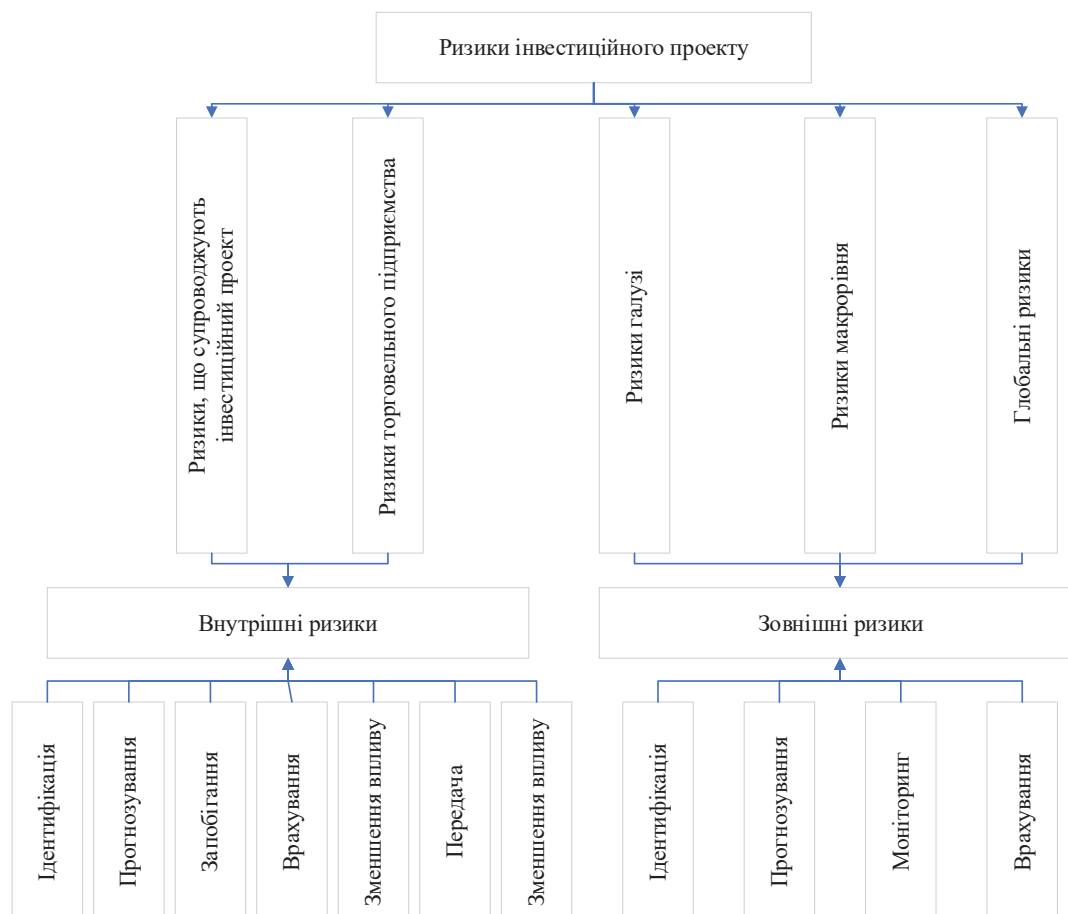 Ризики інвестиційного проекту
Ризики, що супроводжують
інвестиційний проект
Ризики торговельного підприємства
Ризики галузі
Ризики макрорівня
Глобальні ризики
Внутрішні ризики
Зовнішні ризики
Ідентифікація
Прогнозування
Запобігання
Врахування
Зменшення впливу
Передача
Зменшення впливу
Ідентифікація
Прогнозування
Моніторинг
Врахування